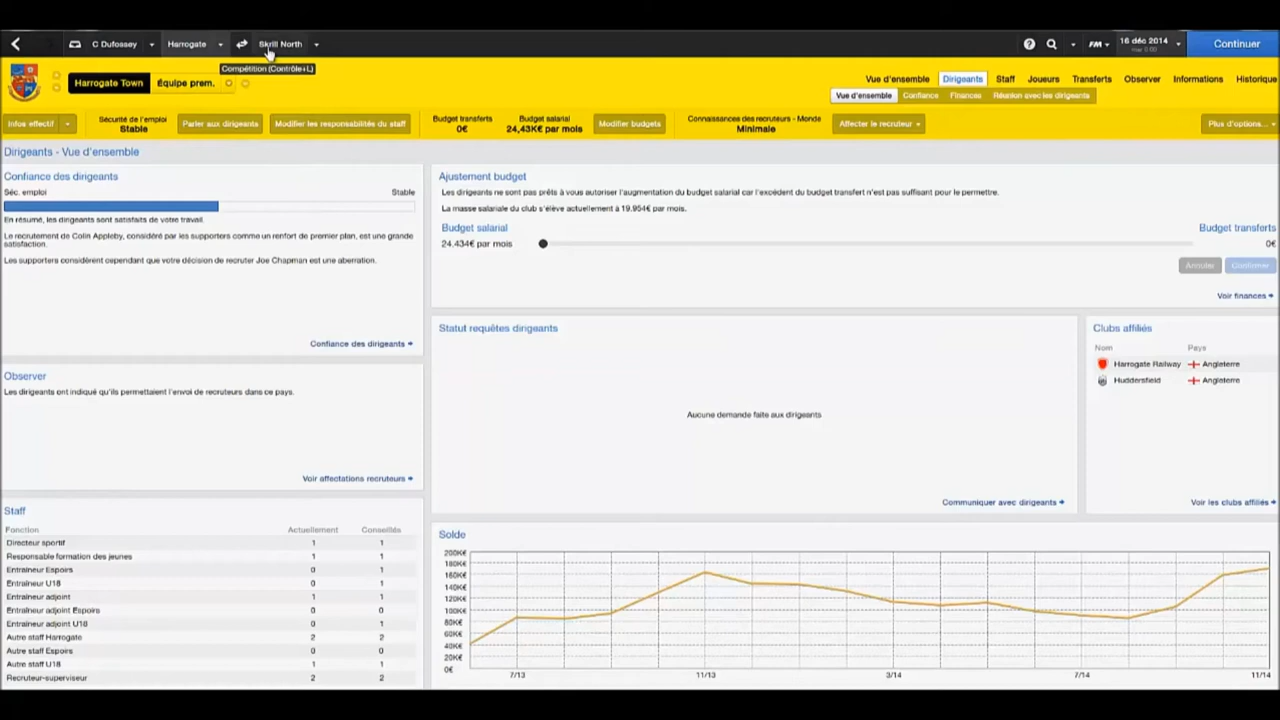 C Dufossey
Harrogate
Skrill North
FM
16 déc 2014
mar 0:00
Continuer
Compétition (Contrôle+L)
Harrogate Town
Équipe prem.
Vue d'ensemble
Dirigeants
Staff
Joueurs
Transferts
Observer
Informations
Historique
Vue d'ensemble
Confiance
Finances
Réunion avec les dirigeants
Infos effectif
Sécurité de l'emploi
Stable
Parler aux dirigeants
Modifier les responsabilités du staff
Budget transferts
0€
Budget salarial
24,43K€ par mois
Modifier budgets
Connaissances des recruteurs - Monde
Minimale
Affecter le recruteur
Plus d'options...
Dirigeants - Vue d'ensemble
Confiance des dirigeants
Séc. emploi
Stable
En résumé, les dirigeants sont satisfaits de votre travail.
Le recrutement de Colin Appleby, considéré par les supporters comme un renfort de premier plan, est une grande
satisfaction.
Les supporters considèrent cependant que votre décision de recruter Joe Chapman est une aberration.
Confiance des dirigeants
Ajustement budget
Les dirigeants ne sont pas prêts à vous autoriser l'augmentation du budget salarial car l'excédent du budget transfert n'est pas suffisant pour le permettre.
La masse salariale du club s'élève actuellement à 19.954€ par mois.
Budget salarial
Budget transferts
24.434€ par mois
0€
Annuler
Confirmer
Voir finances
Observer
Les dirigeants ont indiqué qu'ils permettaient l'envoi de recruteurs dans ce pays.
Voir affectations recruteurs
Statut requêtes dirigeants
Aucune demande faite aux dirigeants
Communiquer avec dirigeants
Clubs affiliés
Nom
Pays
Harrogate Railway
Angleterre
Huddersfield
Angleterre
Voir les clubs affiliés
Staff
Fonction Actuellement Conseillés
Directeur sportif 1 1
Responsable formation des jeunes 1 1
Entraîneur Espoirs 0 1
Entraîneur U18 0 1
Entraîneur adjoint 1 1
Entraîneur adjoint Espoirs 0 0
Entraîneur adjoint U18 0 1
Autre staff Harrogate 2 2
Autre staff Espoirs 0 0
Autre staff U18 1 1
Recruteur-superviseur 2 2
Solde
200K€
180K€
160K€
140K€
120K€
100K€
80K€
60K€
40K€
20K€
0€
7/13
11/13
3/14
7/14
11/14